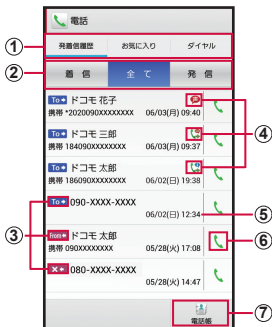 電話
① 発着信履歴 お気に入り ダイヤル
② 着 信 全 て 発 信
To ドコモ 花子
携帯 *2020090XXXXXXXX 06/03(月) 09:40
④
To ドコモ 三郎
携帯 184090XXXXXXXX 06/03(月) 09:37
To ドコモ 太郎
携帯 186090XXXXXXXX 06/02(日) 19:38
To 090-XXXX-XXXX
06/02(日) 12:34 ⑤
③ From ドコモ 太郎
携帯 090XXXXXXXX 05/28(火) 17:08 ⑥
080-XXXX-XXXX
05/28(火) 14:47
電話帳 ⑦